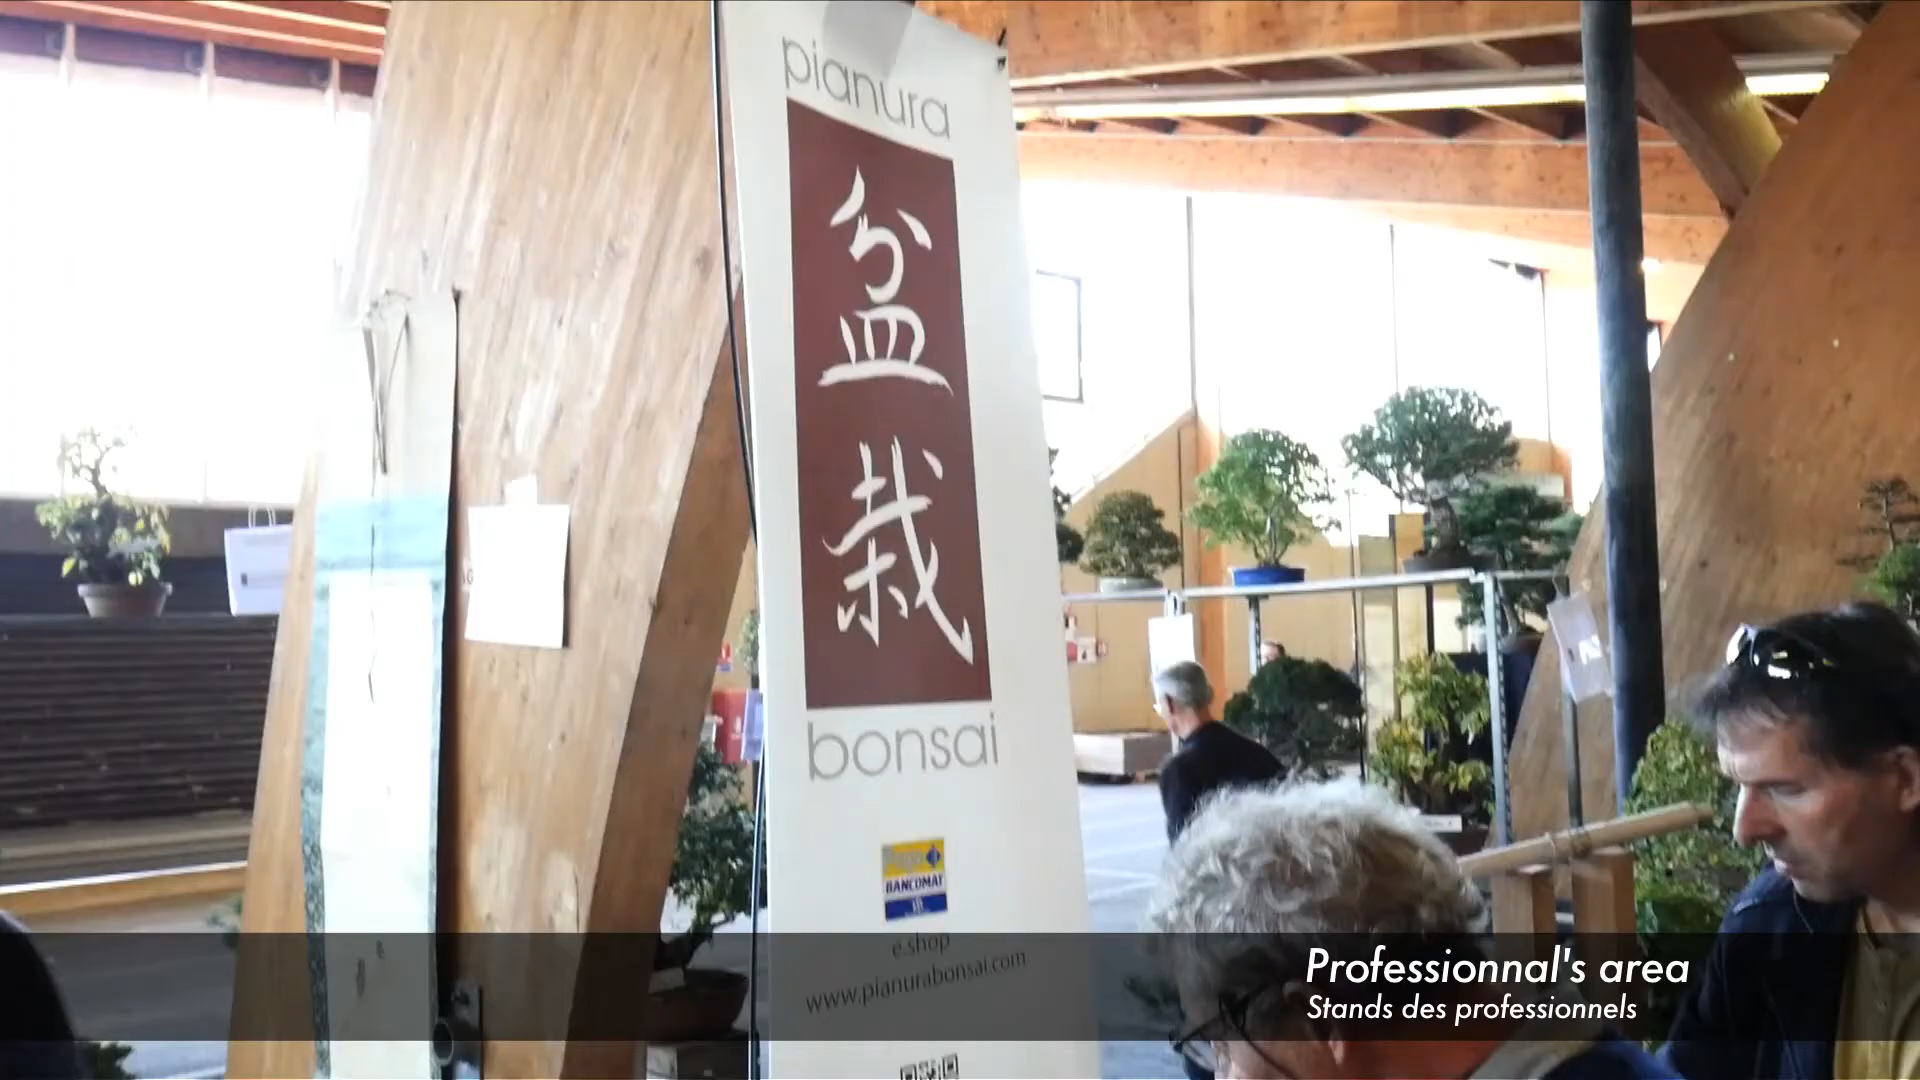 pianura
盆
栽
bonsai
BANCOMAT
e.shop
www.pianurabonsai.com
Professionnal's area
Stands des professionnels